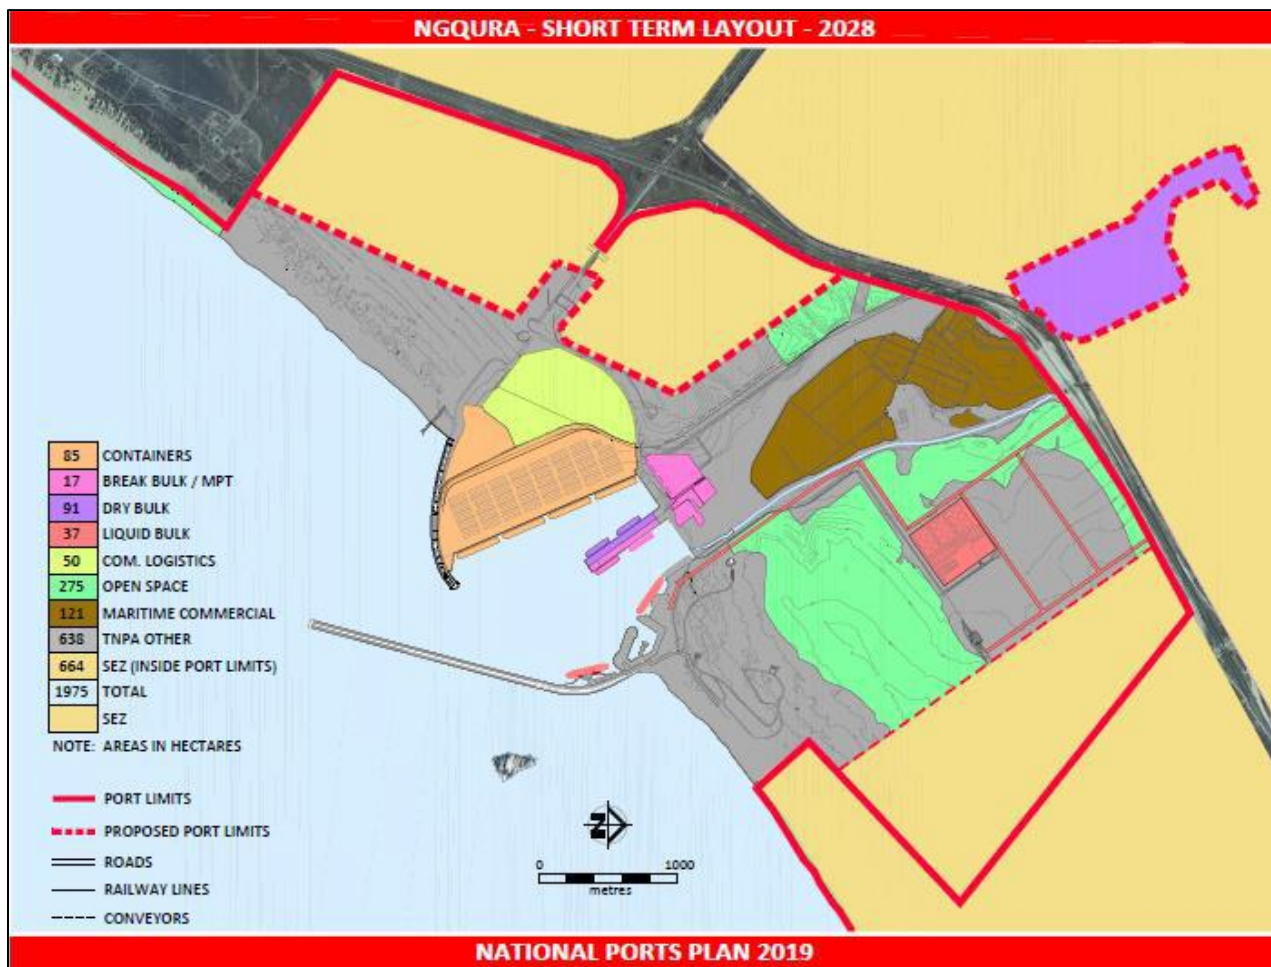 NGQURA - SHORT TERM LAYOUT - 2028
85 CONTAINERS
17 BREAK BULK / MPT
91 DRY BULK
37 LIQUID BULK
50 COM. LOGISTICS
275 OPEN SPACE
121 MARITIME COMMERCIAL
638 TNPA OTHER
664 SEZ (INSIDE PORT LIMITS)
1975 TOTAL
SEZ
NOTE: AREAS IN HECTARES
PORT LIMITS
PROPOSED PORT LIMITS
ROADS
RAILWAY LINES
CONVEYORS
N
0 1000
metres
NATIONAL PORTS PLAN 2019